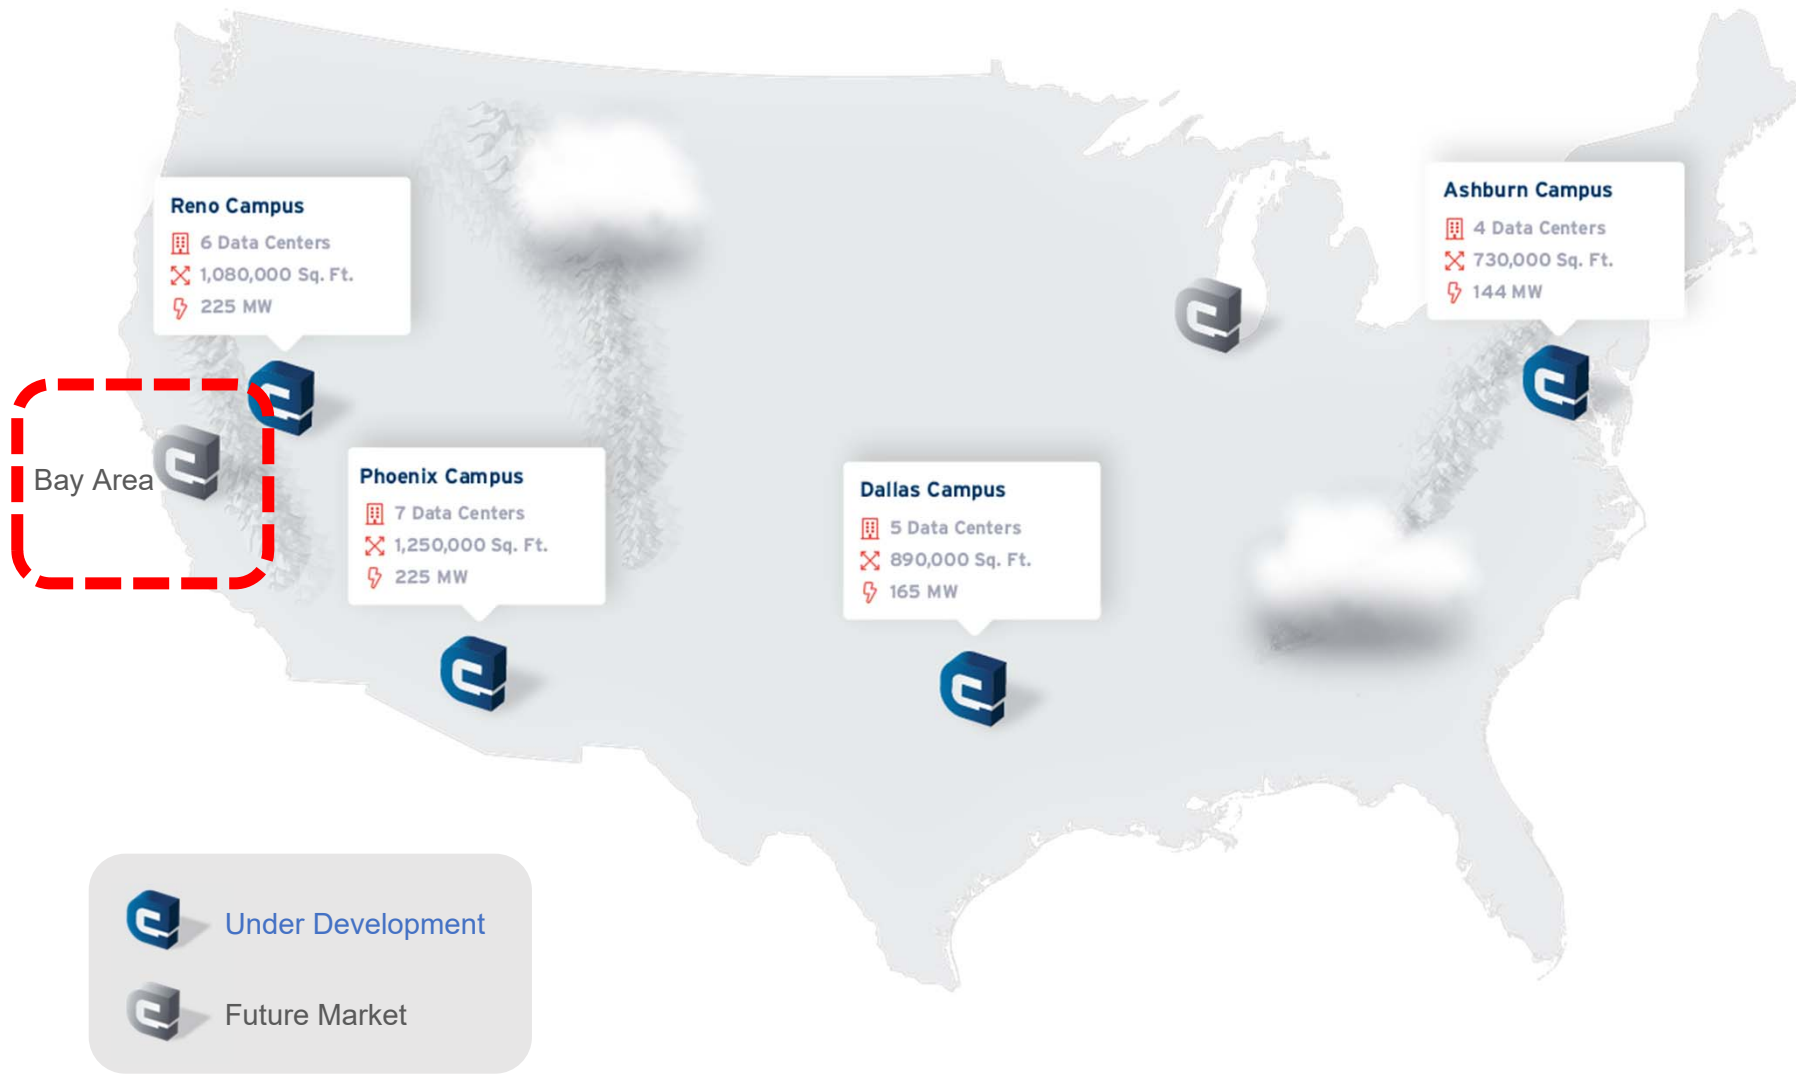 Reno Campus
6 Data Centers
1,080,000 Sq. Ft.
225 MW
Ashburn Campus
4 Data Centers
730,000 Sq. Ft.
144 MW
Bay Area
Phoenix Campus
7 Data Centers
1,250,000 Sq. Ft.
225 MW
Dallas Campus
5 Data Centers
890,000 Sq. Ft.
165 MW
Under Development
Future Market